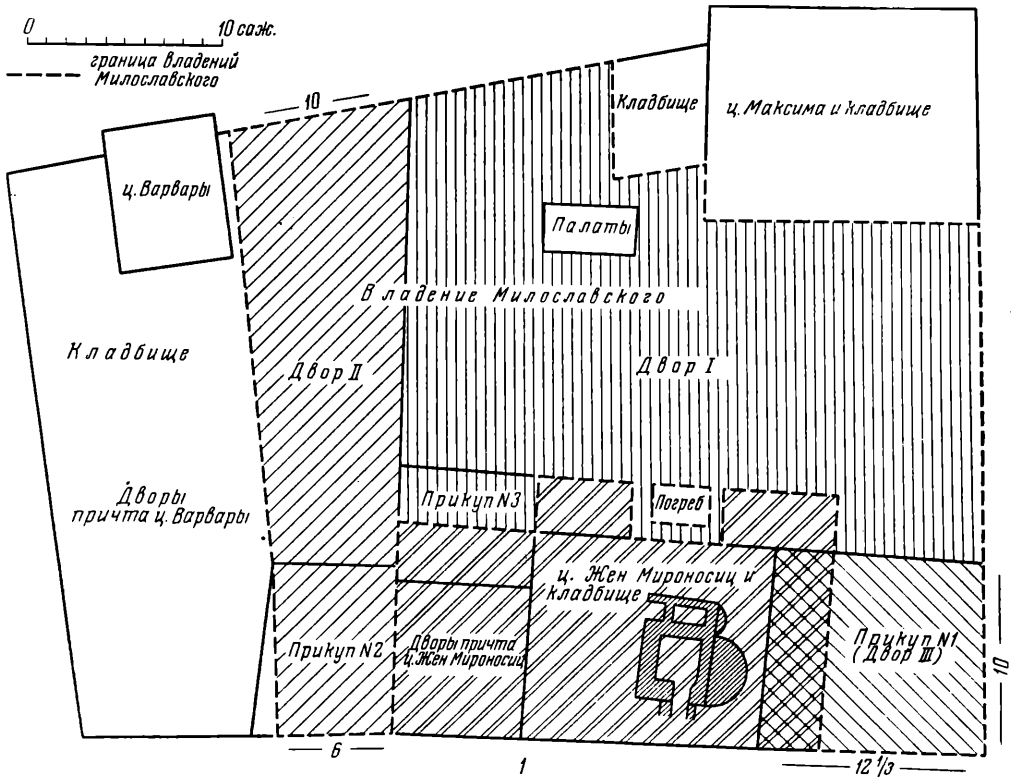 0 10 саж.
граница владений
Милославского
10
Кладбище
ц. Максима и кладбище
ц. Варвары
Палаты
Владение Милославского
Кладбище
Двор II
Двор I
Дворы
причта ц. Варвары
Прикуп N3
Погреб
ц. Жен Мироносиц и
кладбище
Прикуп N2
Дворы причта
ц. Жен Мироносиц
Прикуп N1
(Двор III)
10
6
1
12 1/3